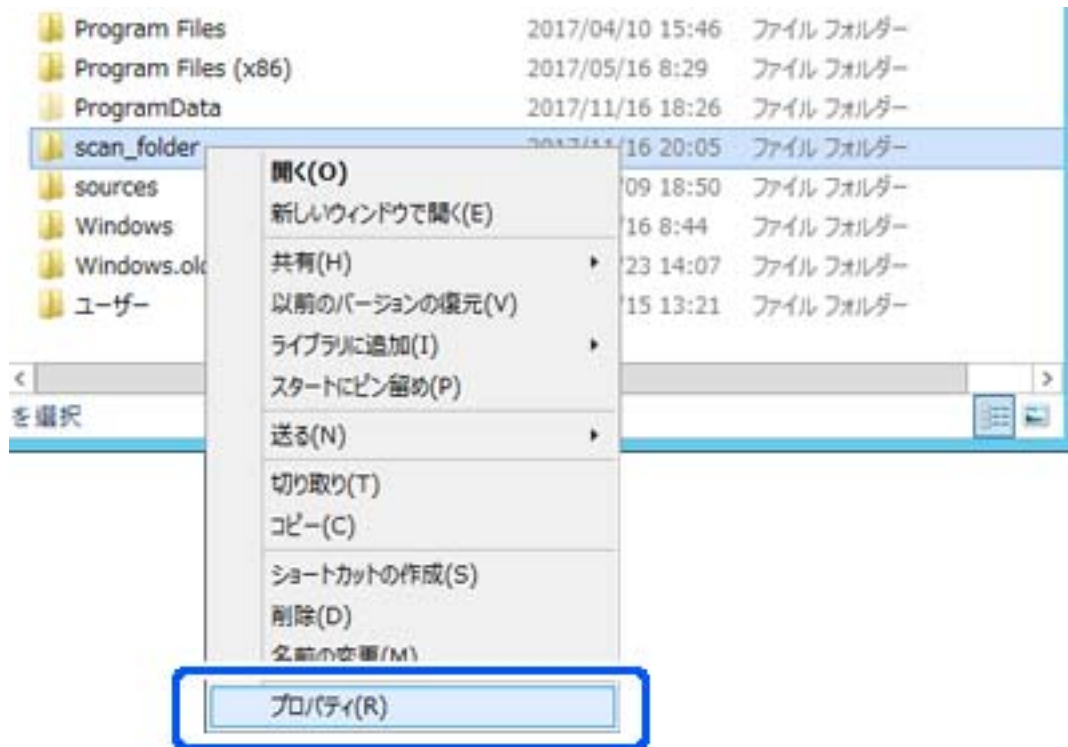 Program Files 2017/04/10 15:46 ファイル フォルダー
Program Files (x86) 2017/05/16 8:29 ファイル フォルダー
ProgramData 2017/11/16 18:26 ファイル フォルダー
scan_folder 2017/11/16 20:05 ファイル フォルダー
sources /09 18:50 ファイル フォルダー
Windows /16 8:44 ファイル フォルダー
Windows.old /23 14:07 ファイル フォルダー
ユーザー /15 13:21 ファイル フォルダー
を選択
開く(O)
新しいウィンドウで開く(E)
共有(H)
以前のバージョンの復元(V)
ライブラリに追加(I)
スタートにピン留め(P)
送る(N)
切り取り(T)
コピー(C)
ショートカットの作成(S)
削除(D)
名前の変更(M)
プロパティ(R)